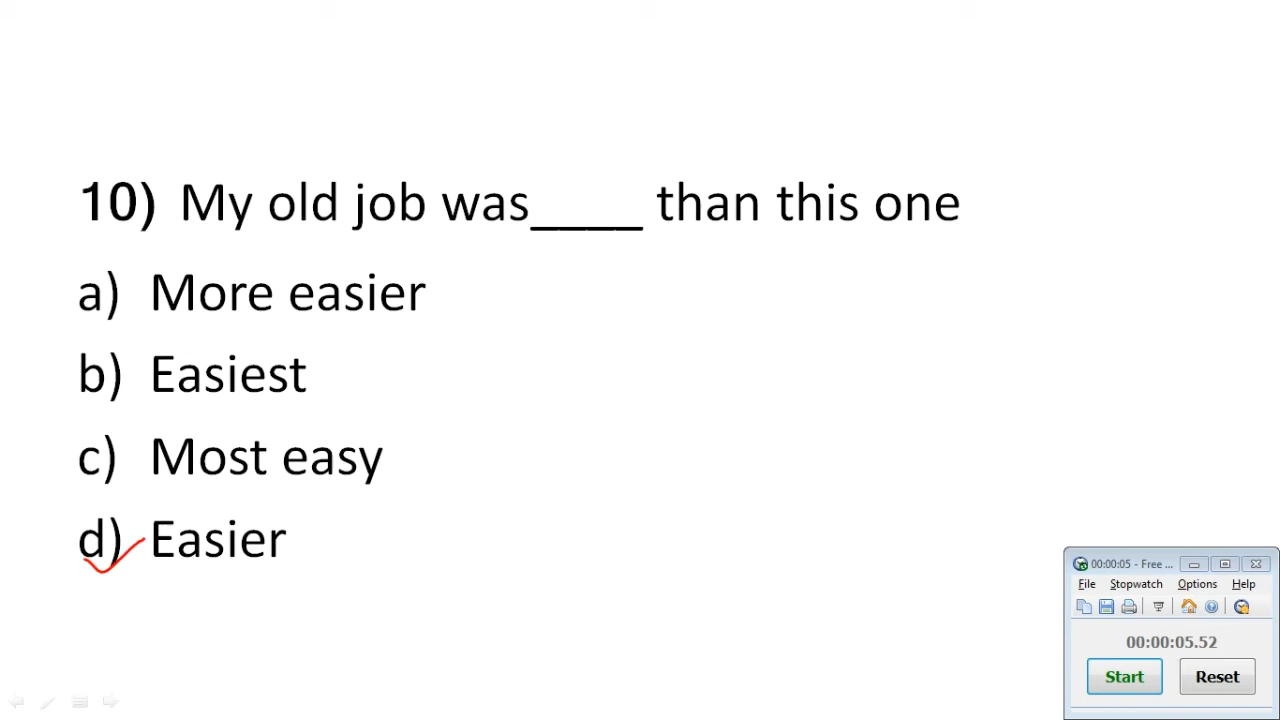 10) My old job was____ than this one
a) More easier
b) Easiest
c) Most easy
d) Easier
00:00:05 - Free ...
File Stopwatch Options Help
00:00:05.52
Start Reset